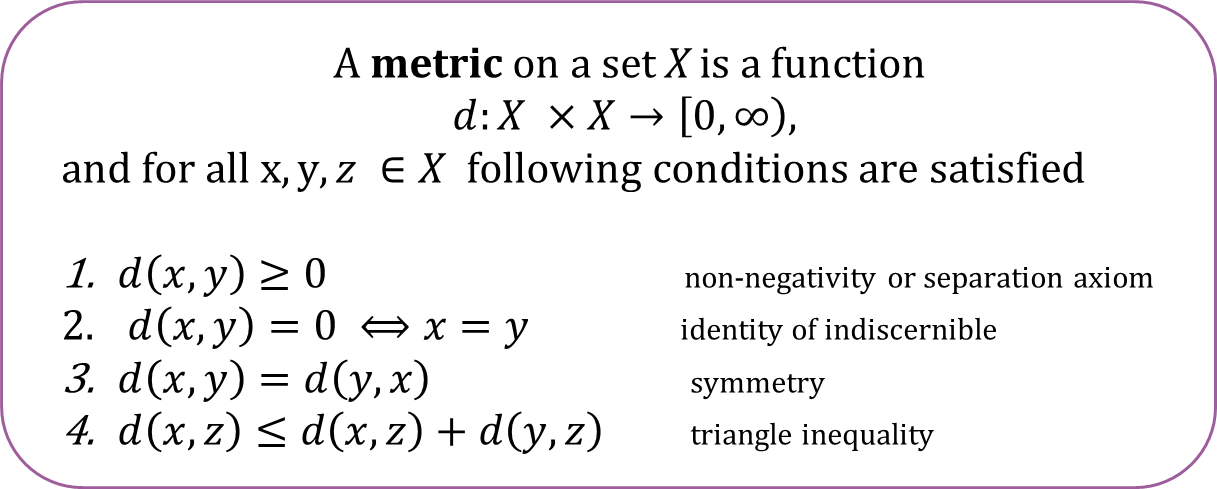 A metric on a set X is a function
d: X × X → [0, ∞),
and for all x, y, z ∈ X following conditions are satisfied
1. d(x, y) ≥ 0 non-negativity or separation axiom
2. d(x, y) = 0 ⟺ x = y identity of indiscernible
3. d(x, y) = d(y, x) symmetry
4. d(x, z) ≤ d(x, z) + d(y, z) triangle inequality